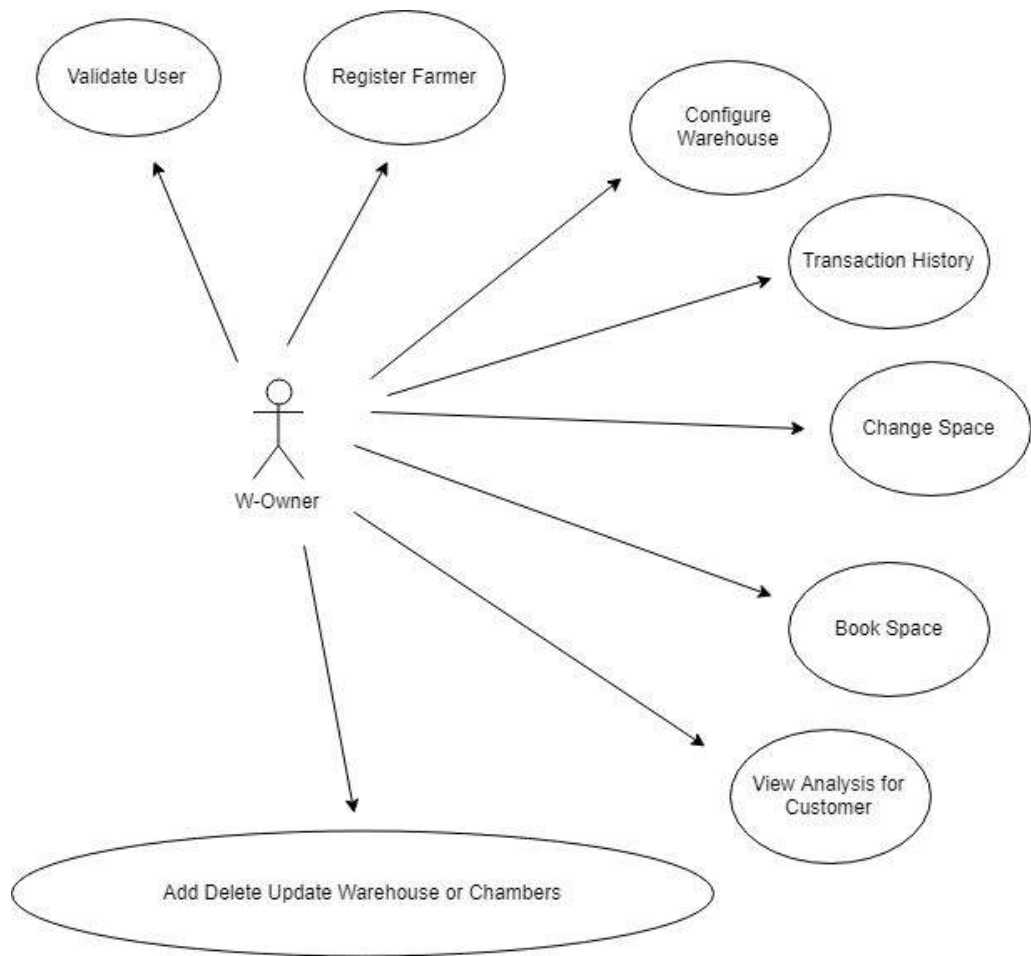 Validate User
Register Farmer
Configure
Warehouse
Transaction History
Change Space
W-Owner
Book Space
View Analysis for
Customer
Add Delete Update Warehouse or Chambers